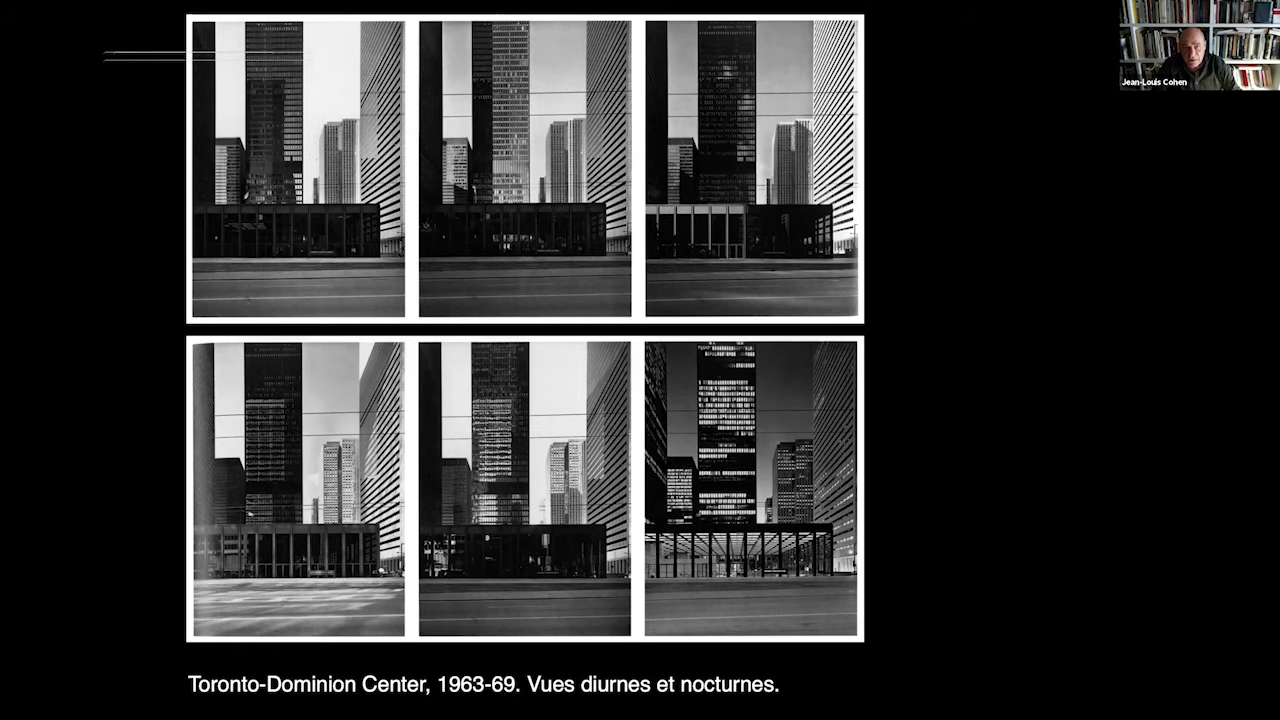 Jean-Louis Cohen
Toronto-Dominion Center, 1963-69. Vues diurnes et nocturnes.